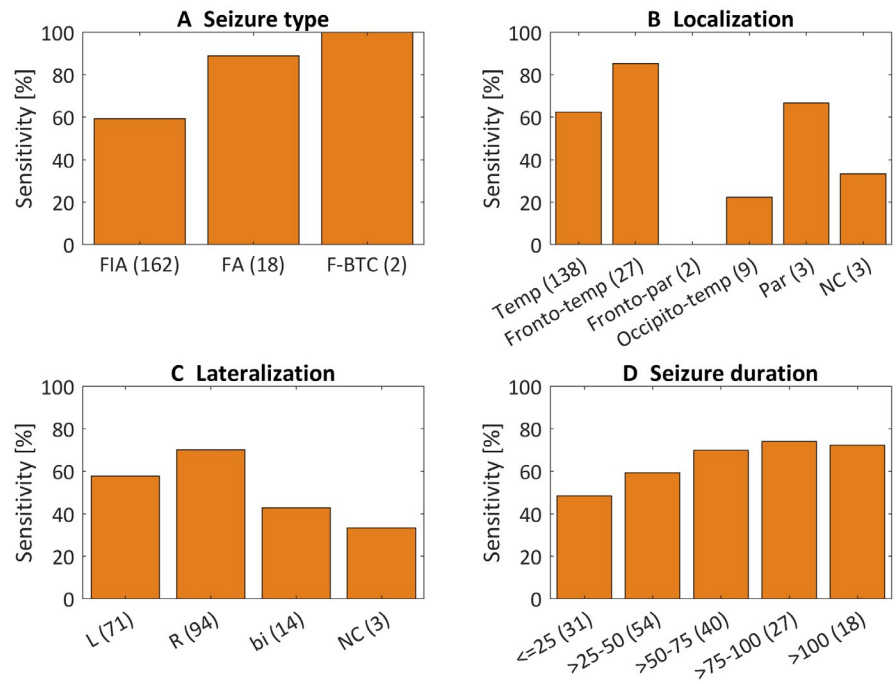 A Seizure type
Sensitivity [%]
100
80
60
40
20
0
FIA (162)
FA (18)
F-BTC (2)
B Localization
Sensitivity [%]
100
80
60
40
20
0
Temp (138)
Fronto-temp (27)
Fronto-par (2)
Occipito-temp (9)
Par (3)
NC (3)
C Lateralization
Sensitivity [%]
100
80
60
40
20
0
L (71)
R (94)
bi (14)
NC (3)
D Seizure duration
Sensitivity [%]
100
80
60
40
20
0
<=25 (31)
>25-50 (54)
>50-75 (40)
>75-100 (27)
>100 (18)